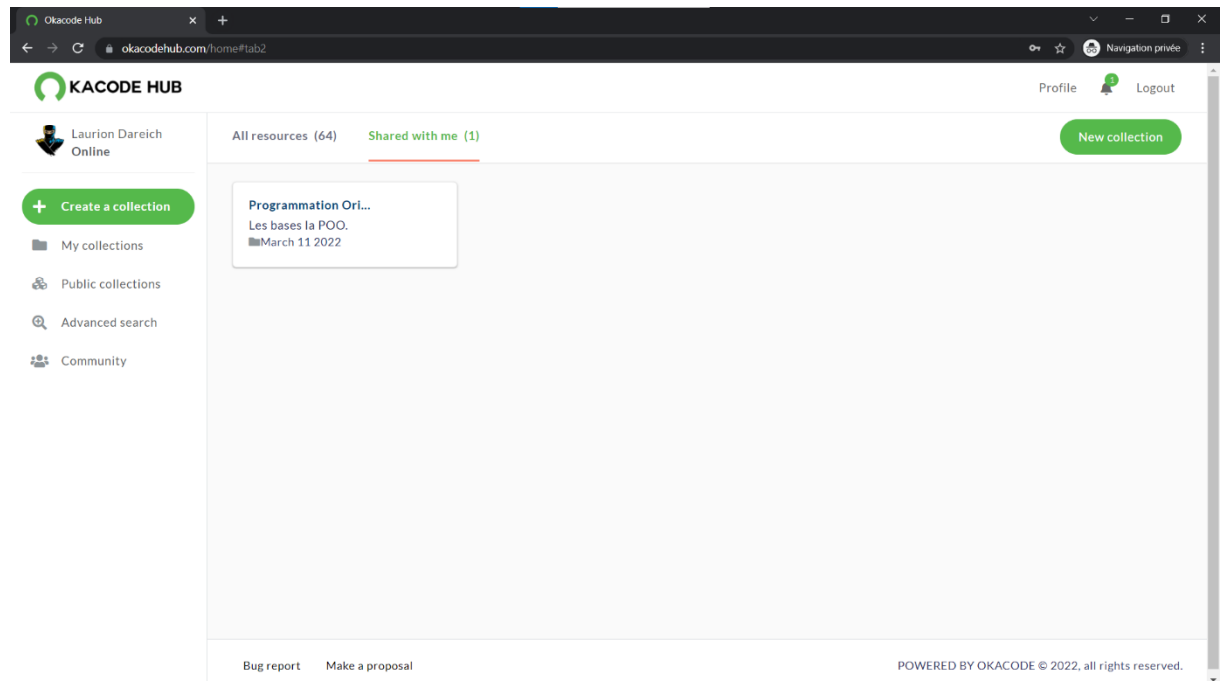 Okacode Hub
okacodehub.com/home#tab2
Navigation privée
KACODE HUB
Profile 1 Logout
Laurion Dareich
Online
All resources (64) Shared with me (1) New collection
Create a collection
My collections
Public collections
Advanced search
Community
Programmation Ori...
Les bases la POO.
March 11 2022
Bug report Make a proposal
POWERED BY OKACODE © 2022, all rights reserved.